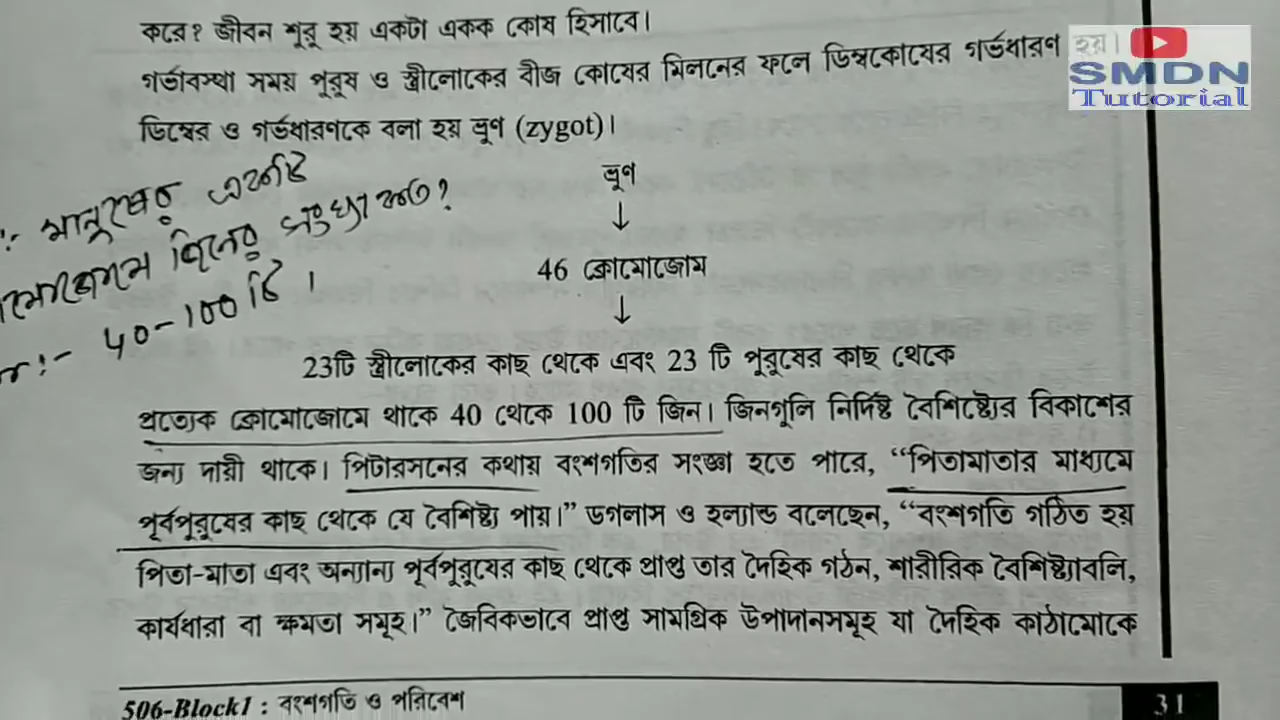 করে? জীবন শুরু হয় একটা একক কোষ হিসাবে।
গর্ভাবস্থা সময় পুরুষ ও স্ত্রীলোকের বীজ কোষের মিলনের ফলে ডিম্বকোষের গর্ভধারণ হয়।
SMDN
Tutorial
ডিম্বের ও গর্ভধারণকে বলা হয় ভ্রূণ (zygot)।
ভ্রূণ
↓
46 ক্রোমোজোম
↓
মানুষের একটি
জিনের সংখ্যা কত?
40-100 টি।
23টি স্ত্রীলোকের কাছ থেকে এবং 23 টি পুরুষের কাছ থেকে
প্রত্যেক ক্রোমোজোমে থাকে 40 থেকে 100 টি জিন। জিনগুলি নির্দিষ্ট বৈশিষ্ট্যের বিকাশের
জন্য দায়ী থাকে। পিটারসনের কথায় বংশগতির সংজ্ঞা হতে পারে, “পিতামাতার মাধ্যমে
পূর্বপুরুষের কাছ থেকে যে বৈশিষ্ট্য পায়।” ডগলাস ও হল্যান্ড বলেছেন, “বংশগতি গঠিত হয়
পিতা-মাতা এবং অন্যান্য পূর্বপুরুষের কাছ থেকে প্রাপ্ত তার দৈহিক গঠন, শারীরিক বৈশিষ্ট্যাবলি,
কার্যধারা বা ক্ষমতা সমূহ।” জৈবিকভাবে প্রাপ্ত সামগ্রিক উপাদানসমূহ যা দৈহিক কাঠামোকে
506-Block1 : বংশগতি ও পরিবেশ
31